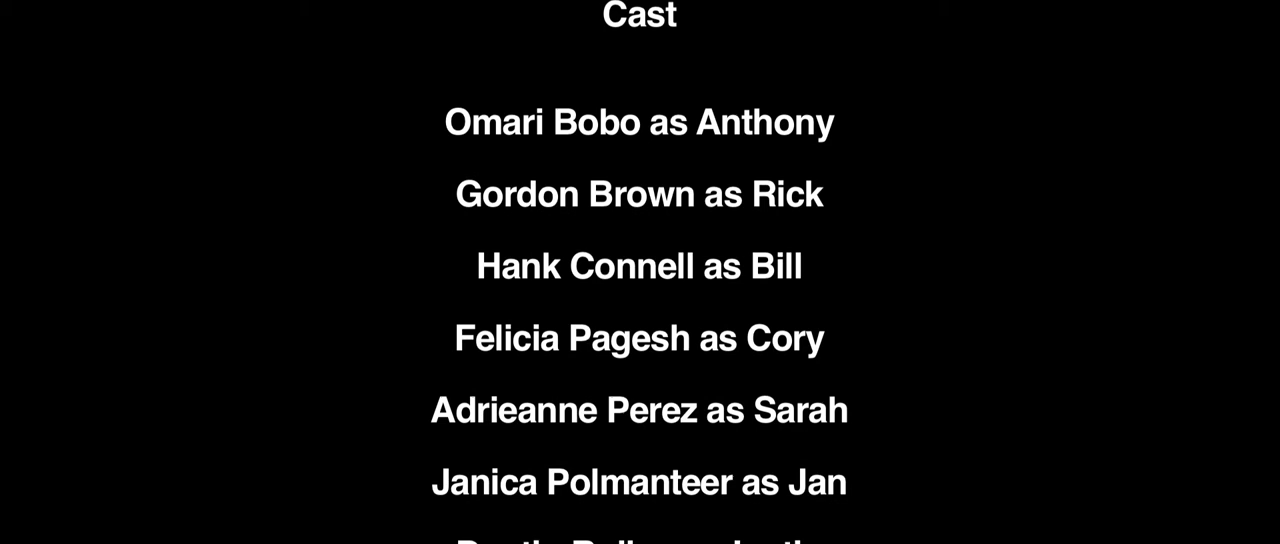 Cast
Omari Bobo as Anthony
Gordon Brown as Rick
Hank Connell as Bill
Felicia Pagesh as Cory
Adrieanne Perez as Sarah
Janica Polmanteer as Jan